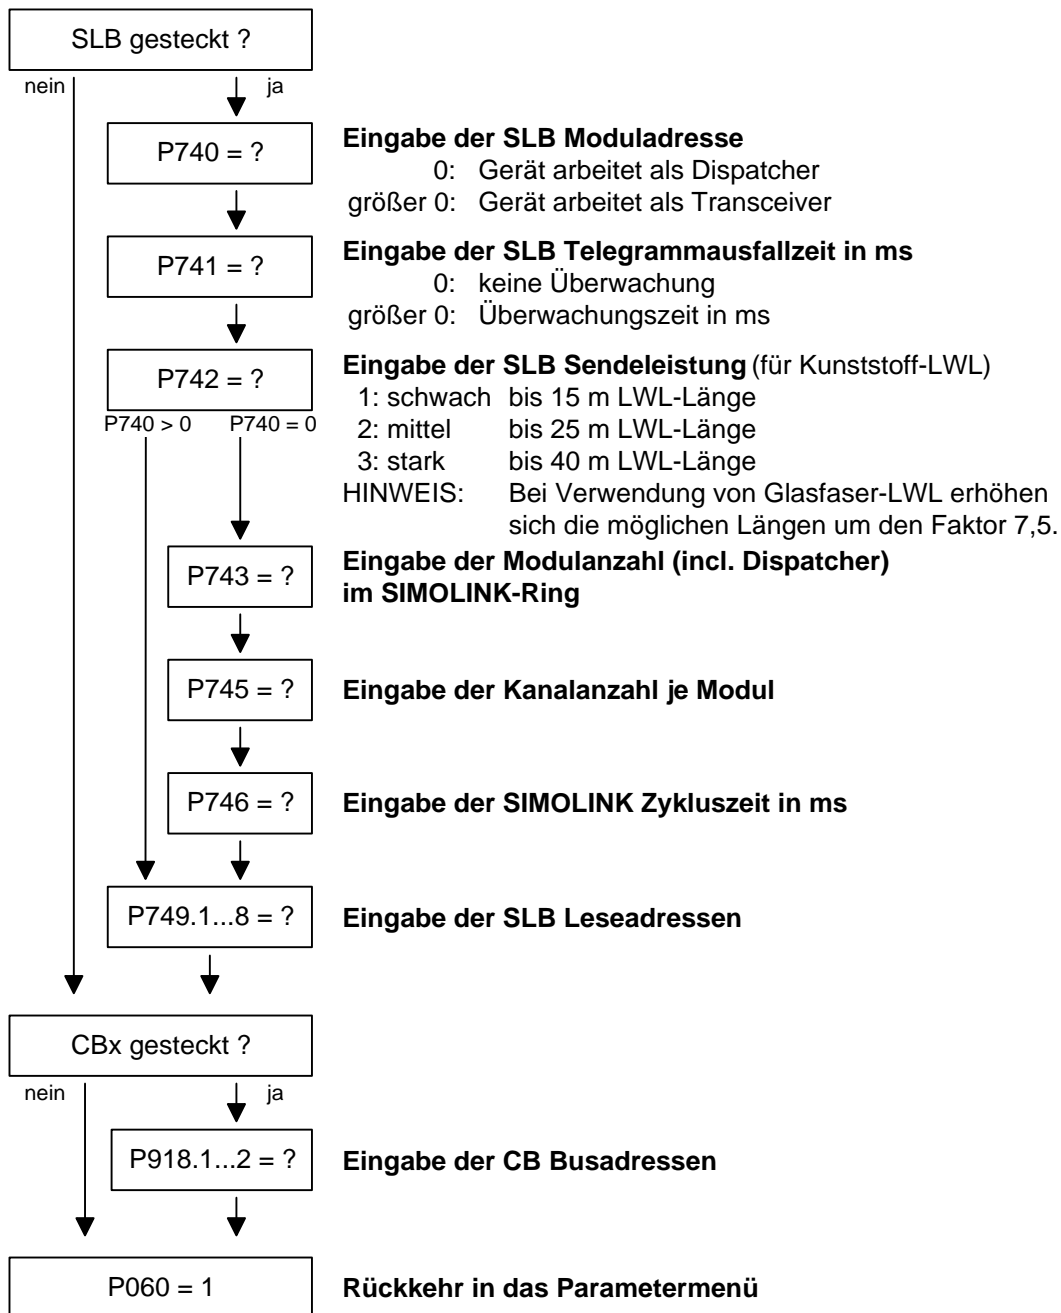 SLB gesteckt ?
nein ja
P740 = ?
Eingabe der SLB Moduladresse
0: Gerät arbeitet als Dispatcher
größer 0: Gerät arbeitet als Transceiver
P741 = ?
Eingabe der SLB Telegrammausfallzeit in ms
0: keine Überwachung
größer 0: Überwachungszeit in ms
P742 = ?
P740 > 0 P740 = 0
Eingabe der SLB Sendeleistung (für Kunststoff-LWL)
1: schwach bis 15 m LWL-Länge
2: mittel bis 25 m LWL-Länge
3: stark bis 40 m LWL-Länge
HINWEIS: Bei Verwendung von Glasfaser-LWL erhöhen
sich die möglichen Längen um den Faktor 7,5.
P743 = ?
Eingabe der Modulanzahl (incl. Dispatcher)
im SIMOLINK-Ring
P745 = ?
Eingabe der Kanalanzahl je Modul
P746 = ?
Eingabe der SIMOLINK Zykluszeit in ms
P749.1...8 = ?
Eingabe der SLB Leseadressen
CBx gesteckt ?
nein ja
P918.1...2 = ?
Eingabe der CB Busadressen
P060 = 1
Rückkehr in das Parametermenü